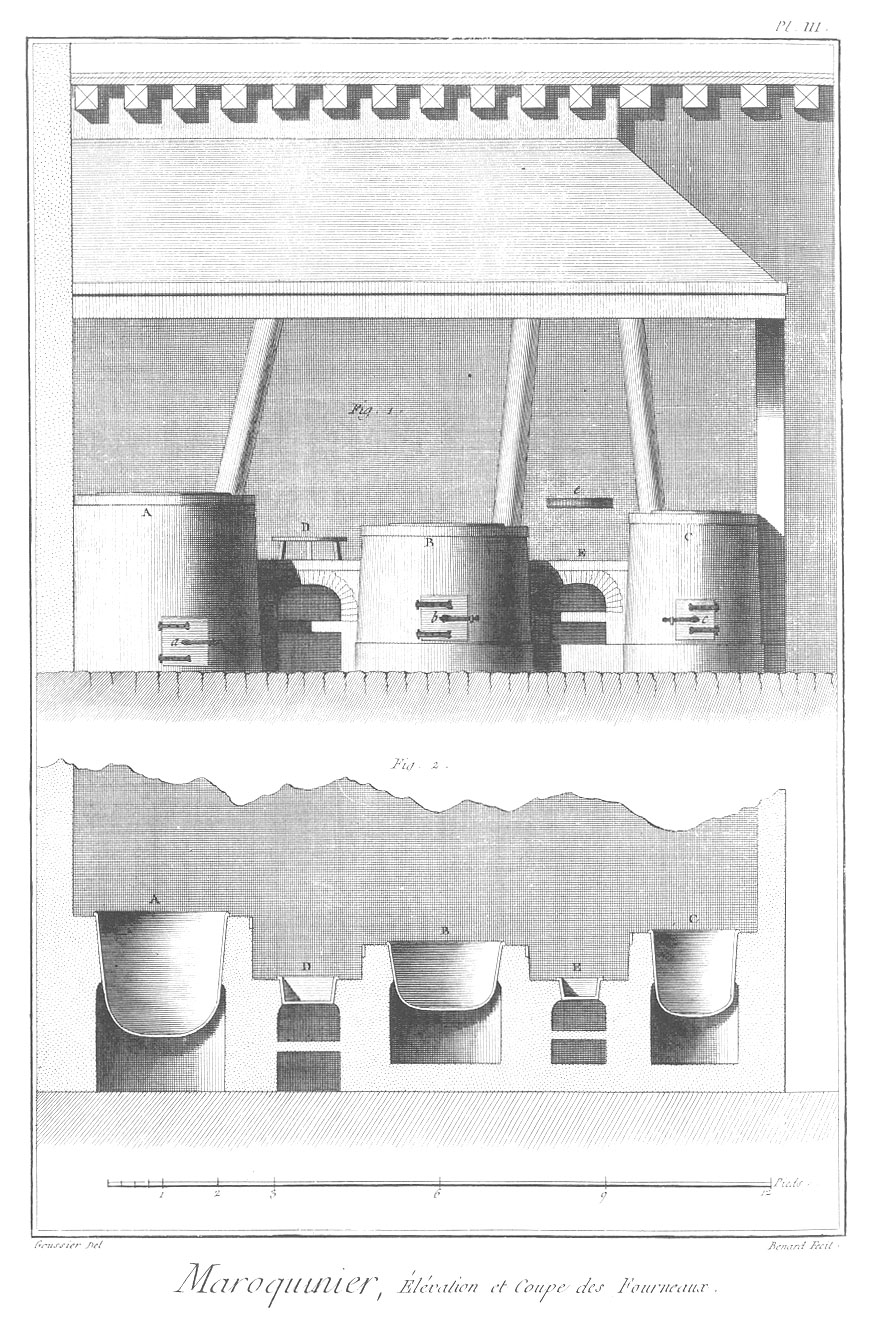 Pl. III.
Fig. 1.
e
A
D
B
E
C
a
b
c
Fig. 2.
A
B
C
D
E
1 2 3 6 9 12 Pieds.
Goussier Del. Benard Fecit.
Maroquinier, Élévation et Coupe des Fourneaux.